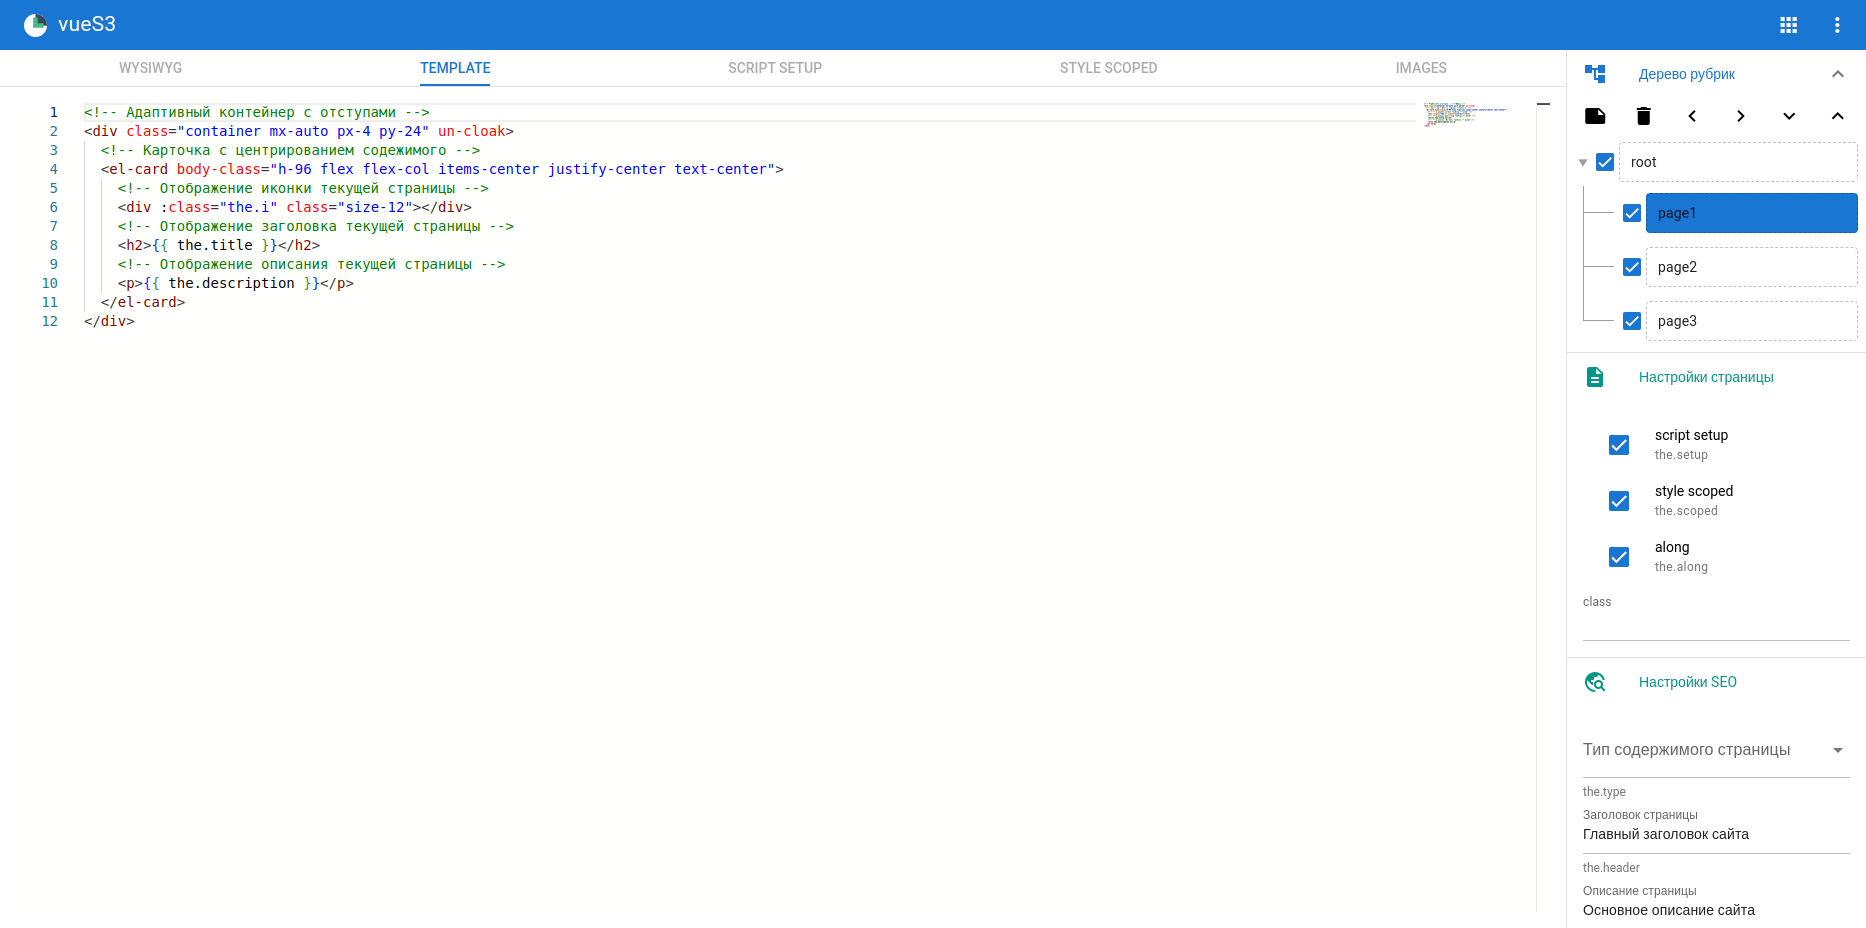 vueS3
WYSIWYG
TEMPLATE
SCRIPT SETUP
STYLE SCOPED
IMAGES
1 <!-- Адаптивный контейнер с отступами -->
2 <div class="container mx-auto px-4 py-24" un-cloak>
3 <!-- Карточка с центрированием содежимого -->
4 <el-card body-class="h-96 flex flex-col items-center justify-center text-center">
5 <!-- Отображение иконки текущей страницы -->
6 <div :class="the.i" class="size-12"></div>
7 <!-- Отображение заголовка текущей страницы -->
8 <h2>{{ the.title }}</h2>
9 <!-- Отображение описания текущей страницы -->
10 <p>{{ the.description }}</p>
11 </el-card>
12 </div>
Дерево рубрик
root
page1
page2
page3
Настройки страницы
script setup
the.setup
style scoped
the.scoped
along
the.along
class
Настройки SEO
Тип содержимого страницы
the.type
Заголовок страницы
Главный заголовок сайта
the.header
Описание страницы
Основное описание сайта